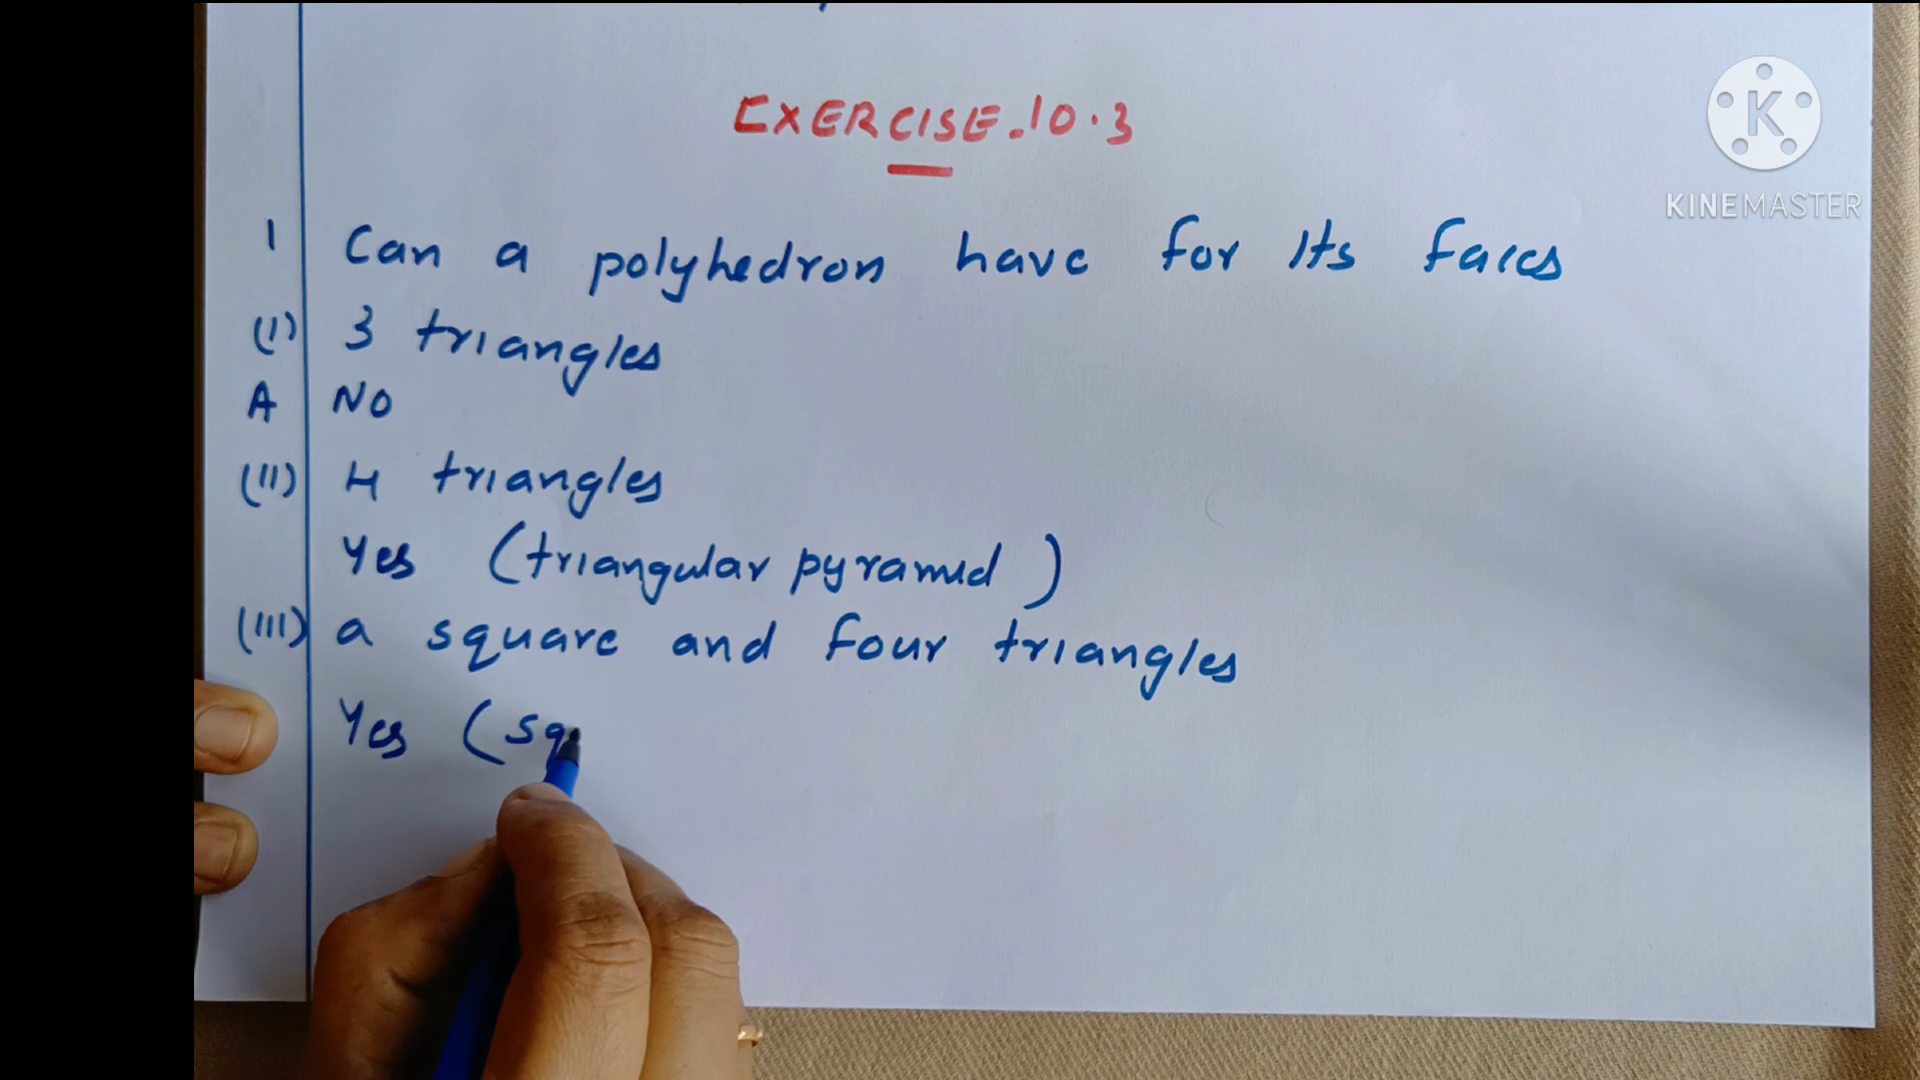 EXERCISE.10.3
K
KINEMASTER
1 Can a polyhedron have for its faces
(i) 3 triangles
A NO
(ii) 4 triangles
Yes (triangular pyramid)
(iii) a square and four triangles
Yes (sq